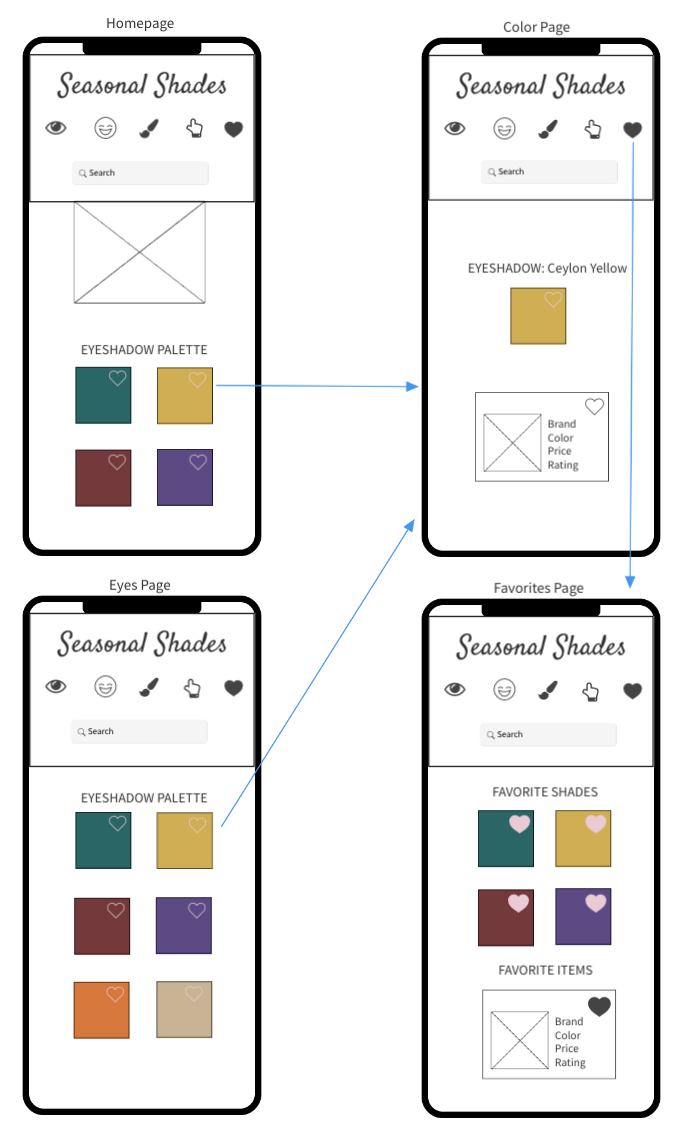 Homepage
Seasonal Shades
Search
EYESHADOW PALETTE
Color Page
Seasonal Shades
Search
EYESHADOW: Ceylon Yellow
Brand
Color
Price
Rating
Eyes Page
Seasonal Shades
Search
EYESHADOW PALETTE
Favorites Page
Seasonal Shades
Search
FAVORITE SHADES
FAVORITE ITEMS
Brand
Color
Price
Rating